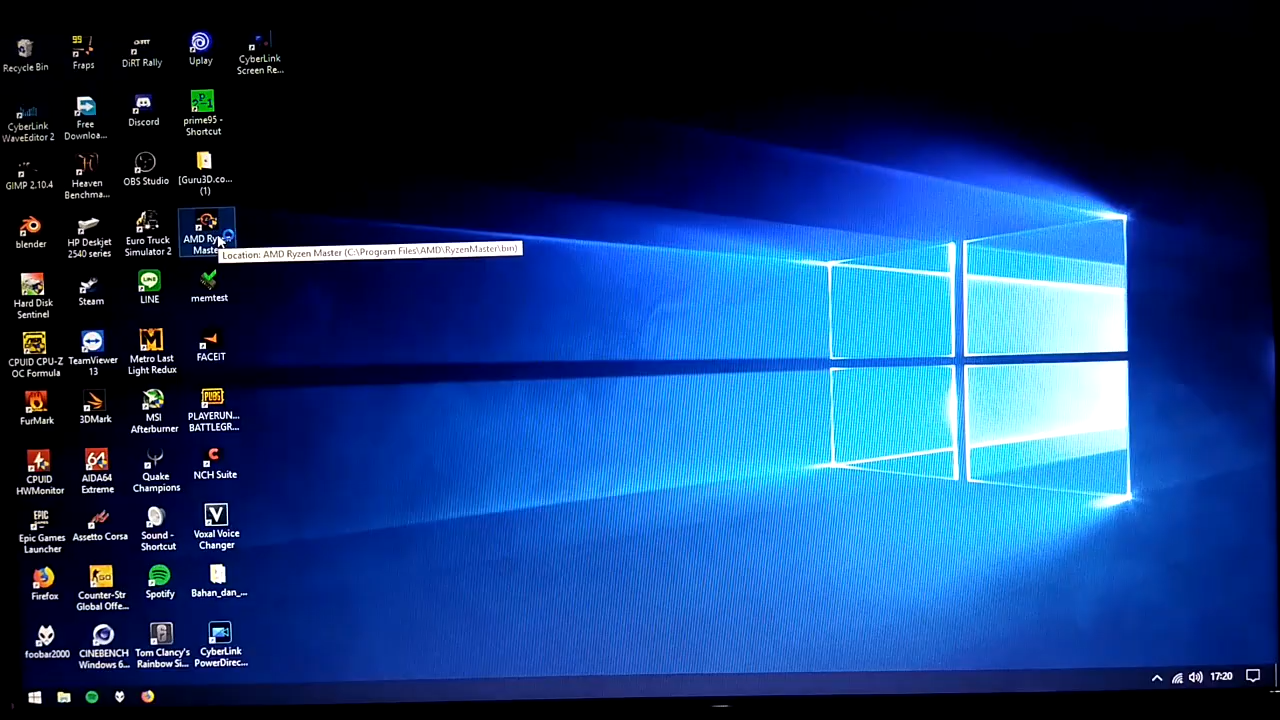 Recycle Bin
Fraps
DiRT Rally
Uplay
CyberLink
Screen Re...
CyberLink
WaveEditor 2
Free
Downloa...
Discord
prime95 -
Shortcut
GIMP 2.10.4
Heaven
Benchma...
OBS Studio
[Guru3D.co...
(1)
blender
HP Deskjet
2540 series
Euro Truck
Simulator 2
AMD Ryzen
Master
Location: AMD Ryzen Master (C:\Program Files\AMD\RyzenMaster\bin)
Hard Disk
Sentinel
Steam
LINE
memtest
CPUID CPU-Z
OC Formula
TeamViewer
13
Metro Last
Light Redux
FACEIT
FurMark
3DMark
MSI
Afterburner
PLAYERUN...
BATTLEGR...
CPUID
HWMonitor
AIDA64
Extreme
Quake
Champions
NCH Suite
Epic Games
Launcher
Assetto Corsa
Sound -
Shortcut
Voxal Voice
Changer
Firefox
Counter-Str
Global Offe...
Spotify
Bahan_dan_...
foobar2000
CINEBENCH
Windows 6...
Tom Clancy's
Rainbow Si...
CyberLink
PowerDirec...
17:20